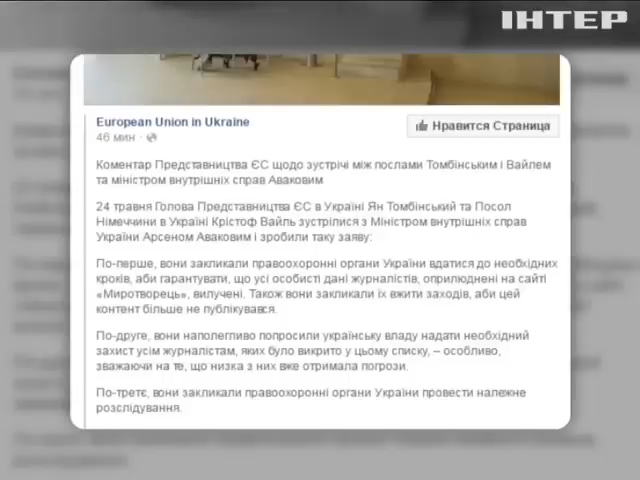 ІНТЕР
European Union in Ukraine
46 мин ·
Нравится Страница
Коментар Представництва ЄС щодо зустрічі між послами Томбінським і Вайлем
та міністром внутрішніх справ Аваковим
24 травня Голова Представництва ЄС в Україні Ян Томбінський та Посол
Німеччини в Україні Крістоф Вайль зустрілися з Міністром внутрішніх справ
України Арсеном Аваковим і зробили таку заяву:
По-перше, вони закликали правоохоронні органи України вдатися до необхідних
кроків, аби гарантувати, що усі особисті дані журналістів, оприлюднені на сайті
«Миротворець», вилучені. Також вони закликали їх вжити заходів, аби цей
контент більше не публікувався.
По-друге, вони наполегливо попросили українську владу надати необхідний
захист усім журналістам, яких було викрито у цьому списку, – особливо,
зважаючи на те, що низка з них вже отримала погрози.
По-третє, вони закликали правоохоронні органи України провести належне
розслідування.